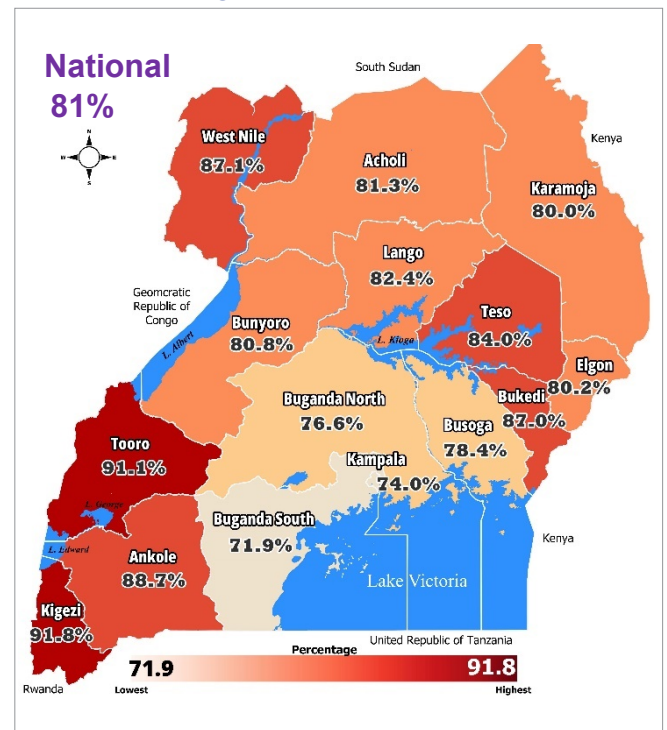 National
81%
N
W
E
S
South Sudan
Kenya
West Nile
87.1%
Acholi
81.3%
Karamoja
80.0%
Lango
82.4%
Geomcratic
Republic of
Congo
L. Albert
Bunyoro
80.8%
Teso
84.0%
L. Kioga
Elgon
80.2%
Bukedi
87.0%
Buganda North
76.6%
Busoga
78.4%
Tooro
91.1%
Kampala
74.0%
L. George
Buganda South
71.9%
Kenya
L. Edward
Ankole
88.7%
Lake Victoria
Kigezi
91.8%
United Republic of Tanzania
Percentage
71.9
91.8
Lowest
Highest
Rwanda